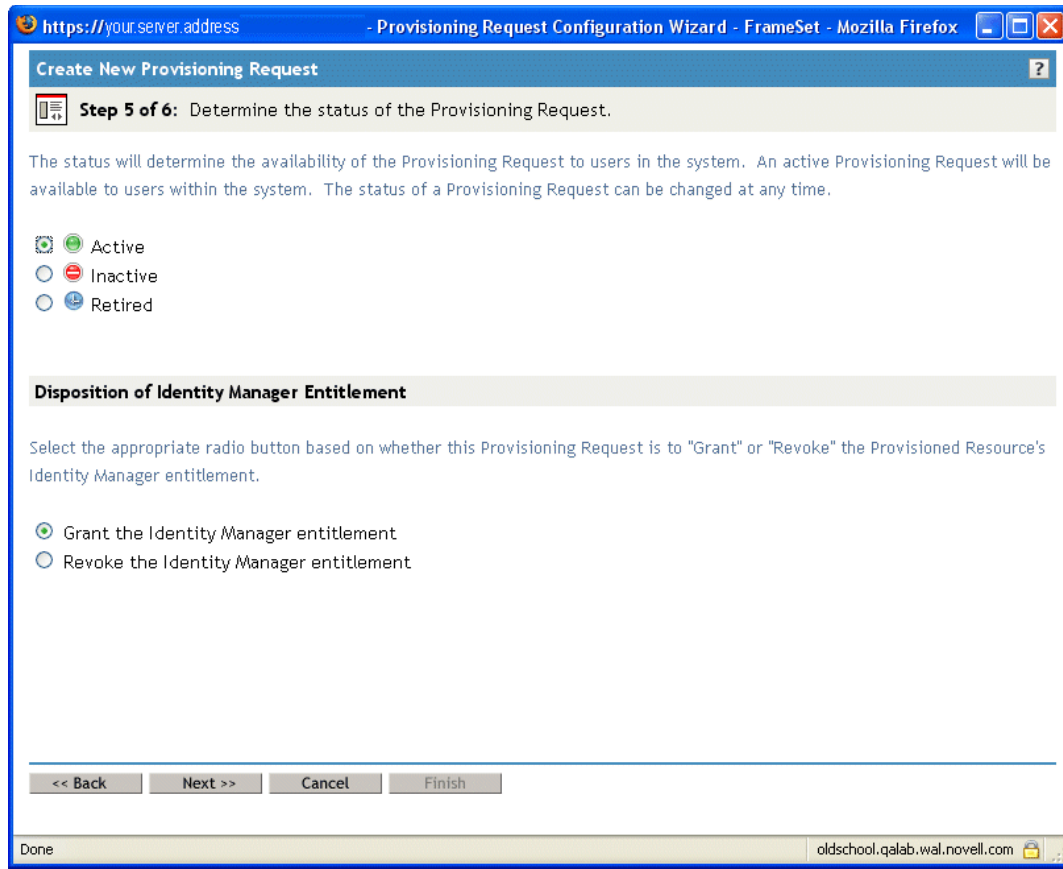 https://your.server.address - Provisioning Request Configuration Wizard - FrameSet - Mozilla Firefox
Create New Provisioning Request ?
Step 5 of 6: Determine the status of the Provisioning Request.
The status will determine the availability of the Provisioning Request to users in the system. An active Provisioning Request will be
available to users within the system. The status of a Provisioning Request can be changed at any time.
Active
Inactive
Retired
Disposition of Identity Manager Entitlement
Select the appropriate radio button based on whether this Provisioning Request is to "Grant" or "Revoke" the Provisioned Resource's
Identity Manager entitlement.
Grant the Identity Manager entitlement
Revoke the Identity Manager entitlement
<< Back Next >> Cancel Finish
Done oldschool.qalab.wal.novell.com